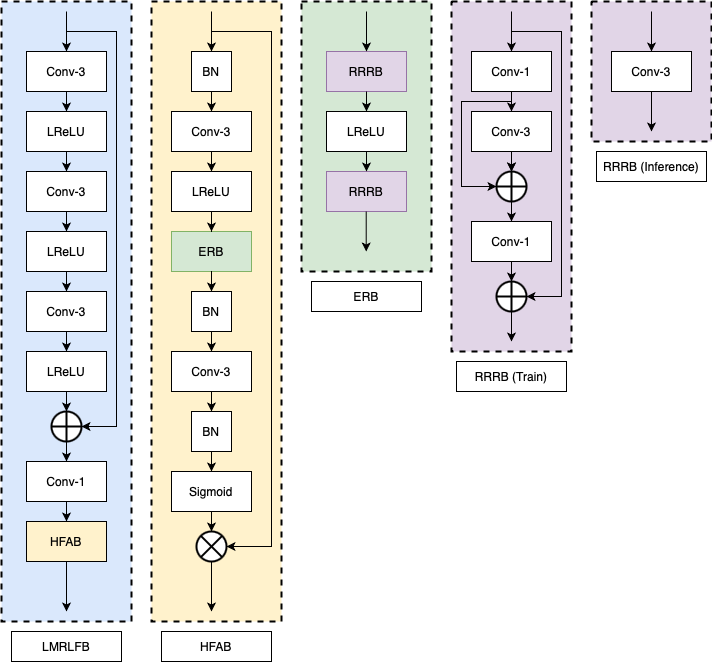 Conv-3
LReLU
Conv-3
LReLU
Conv-3
LReLU
Conv-1
HFAB
LMRLFB
BN
Conv-3
LReLU
ERB
BN
Conv-3
BN
Sigmoid
HFAB
RRRB
LReLU
RRRB
ERB
Conv-1
Conv-3
Conv-1
RRRB (Train)
Conv-3
RRRB (Inference)